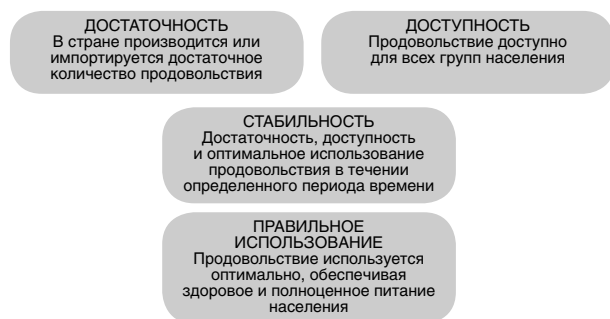 ДОСТАТОЧНОСТЬ
В стране производится или
импортируется достаточное
количество продовольствия
ДОСТУПНОСТЬ
Продовольствие доступно
для всех групп населения
СТАБИЛЬНОСТЬ
Достаточность, доступность
и оптимальное использование
продовольствия в течении
определенного периода времени
ПРАВИЛЬНОЕ
ИСПОЛЬЗОВАНИЕ
Продовольствие используется
оптимально, обеспечивая
здоровое и полноценное питание
населения